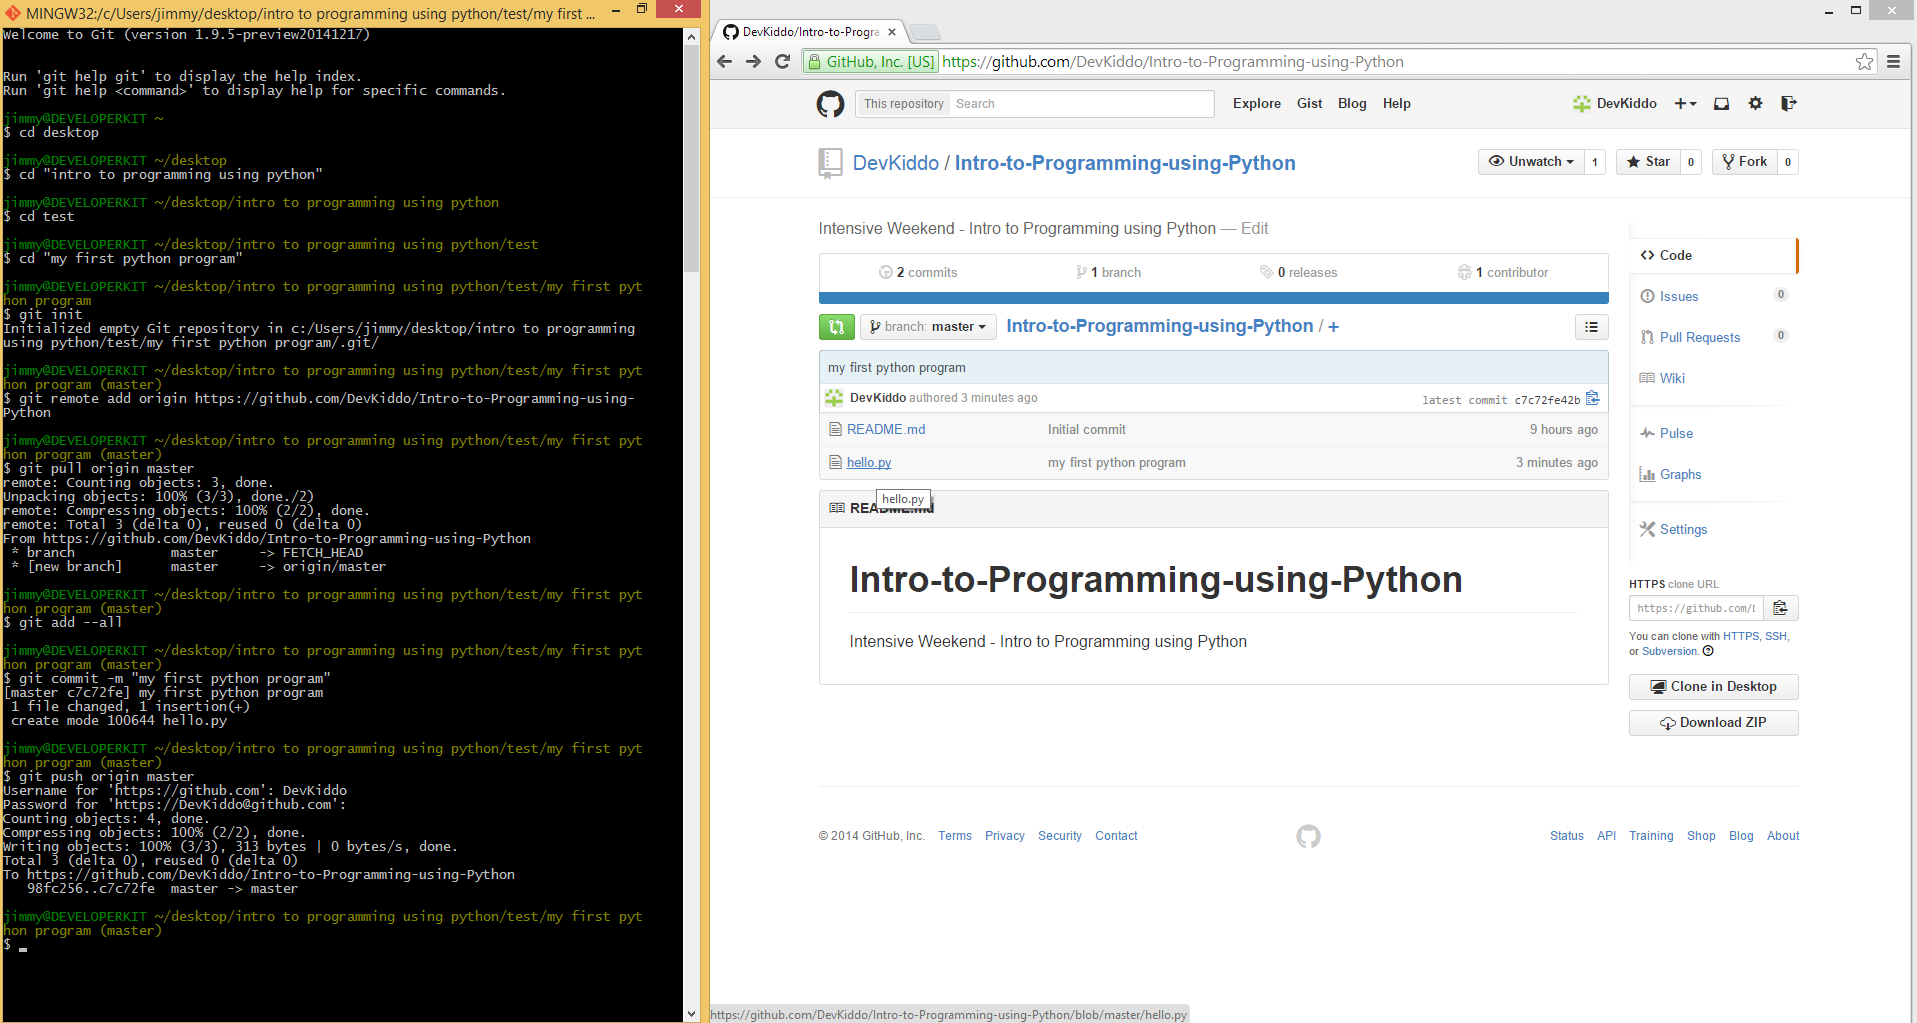 MINGW32:/c/Users/jimmy/desktop/intro to programming using python/test/my first ...
Welcome to Git (version 1.9.5-preview20141217)
Run 'git help git' to display the help index.
Run 'git help <command>' to display help for specific commands.
jimmy@DEVELOPERKIT ~
$ cd desktop
jimmy@DEVELOPERKIT ~/desktop
$ cd "intro to programming using python"
jimmy@DEVELOPERKIT ~/desktop/intro to programming using python
$ cd test
jimmy@DEVELOPERKIT ~/desktop/intro to programming using python/test
$ cd "my first python program"
jimmy@DEVELOPERKIT ~/desktop/intro to programming using python/test/my first pyt
hon program
$ git init
Initialized empty Git repository in c:/Users/jimmy/desktop/intro to programming
using python/test/my first python program/.git/
jimmy@DEVELOPERKIT ~/desktop/intro to programming using python/test/my first pyt
hon program (master)
$ git remote add origin https://github.com/DevKiddo/Intro-to-Programming-using-
Python
jimmy@DEVELOPERKIT ~/desktop/intro to programming using python/test/my first pyt
hon program (master)
$ git pull origin master
remote: Counting objects: 3, done.
Unpacking objects: 100% (3/3), done./2)
remote: Compressing objects: 100% (2/2), done.
remote: Total 3 (delta 0), reused 0 (delta 0)
From https://github.com/DevKiddo/Intro-to-Programming-using-Python
* branch            master     -> FETCH_HEAD
* [new branch]      master     -> origin/master
jimmy@DEVELOPERKIT ~/desktop/intro to programming using python/test/my first pyt
hon program (master)
$ git add --all
jimmy@DEVELOPERKIT ~/desktop/intro to programming using python/test/my first pyt
hon program (master)
$ git commit -m "my first python program"
[master c7c72fe] my first python program
1 file changed, 1 insertion(+)
create mode 100644 hello.py
jimmy@DEVELOPERKIT ~/desktop/intro to programming using python/test/my first pyt
hon program (master)
$ git push origin master
Username for 'https://github.com': DevKiddo
Password for 'https://DevKiddo@github.com':
Counting objects: 4, done.
Compressing objects: 100% (2/2), done.
Writing objects: 100% (3/3), 313 bytes | 0 bytes/s, done.
Total 3 (delta 0), reused 0 (delta 0)
To https://github.com/DevKiddo/Intro-to-Programming-using-Python
98fc256..c7c72fe  master -> master
jimmy@DEVELOPERKIT ~/desktop/intro to programming using python/test/my first pyt
hon program (master)
$
DevKiddo/Intro-to-Progra
GitHub, Inc. [US] https://github.com/DevKiddo/Intro-to-Programming-using-Python
This repository Search Explore Gist Blog Help DevKiddo
DevKiddo / Intro-to-Programming-using-Python Unwatch 1 Star 0 Fork 0
Intensive Weekend - Intro to Programming using Python — Edit
2 commits 1 branch 0 releases 1 contributor
branch: master Intro-to-Programming-using-Python / +
my first python program
DevKiddo authored 3 minutes ago latest commit c7c72fe42b
README.md Initial commit 9 hours ago
hello.py my first python program 3 minutes ago
hello.py
README.md
Intro-to-Programming-using-Python
Intensive Weekend - Intro to Programming using Python
Code
Issues 0
Pull Requests 0
Wiki
Pulse
Graphs
Settings
HTTPS clone URL
https://github.com/D
You can clone with HTTPS, SSH,
or Subversion.
Clone in Desktop
Download ZIP
© 2014 GitHub, Inc. Terms Privacy Security Contact Status API Training Shop Blog About
https://github.com/DevKiddo/Intro-to-Programming-using-Python/blob/master/hello.py